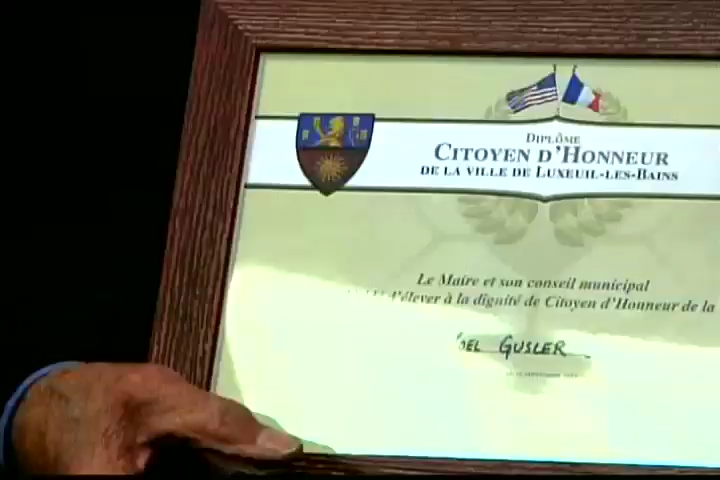 DIPLÔME
CITOYEN D'HONNEUR
DE LA VILLE DE LUXEUIL-LES-BAINS
Le Maire et son conseil municipal
d'élever à la dignité de Citoyen d'Honneur de la
GUSLER